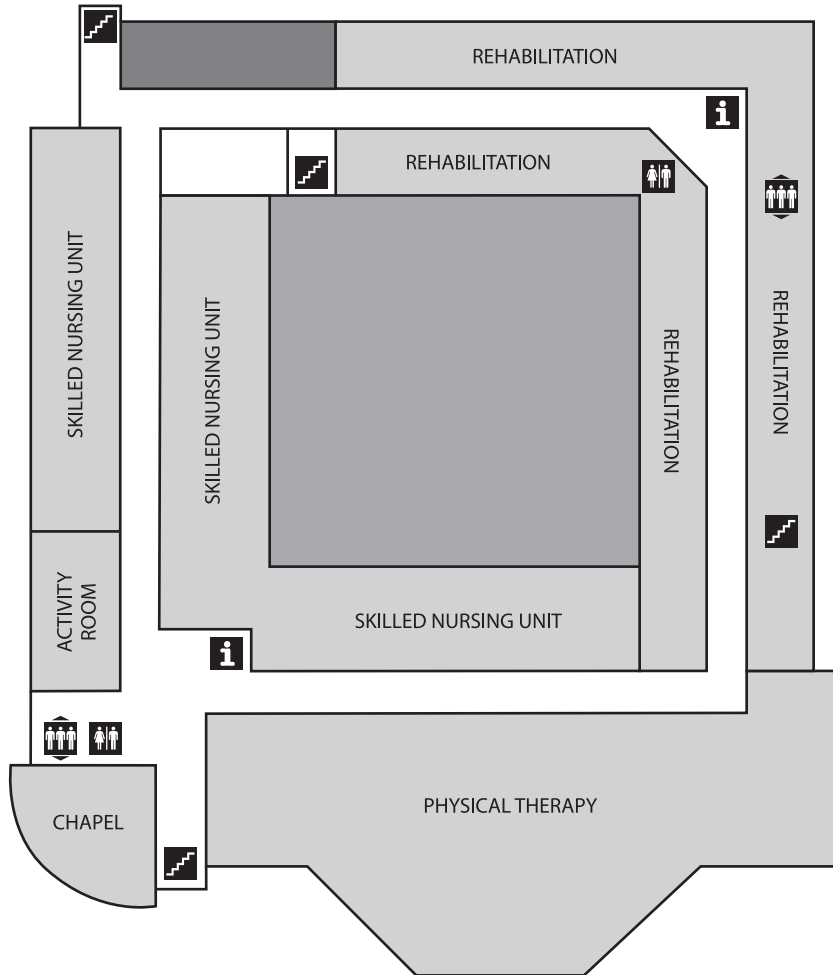 REHABILITATION
REHABILITATION
SKILLED NURSING UNIT
SKILLED NURSING UNIT
REHABILITATION
REHABILITATION
ACTIVITY
ROOM
SKILLED NURSING UNIT
PHYSICAL THERAPY
CHAPEL